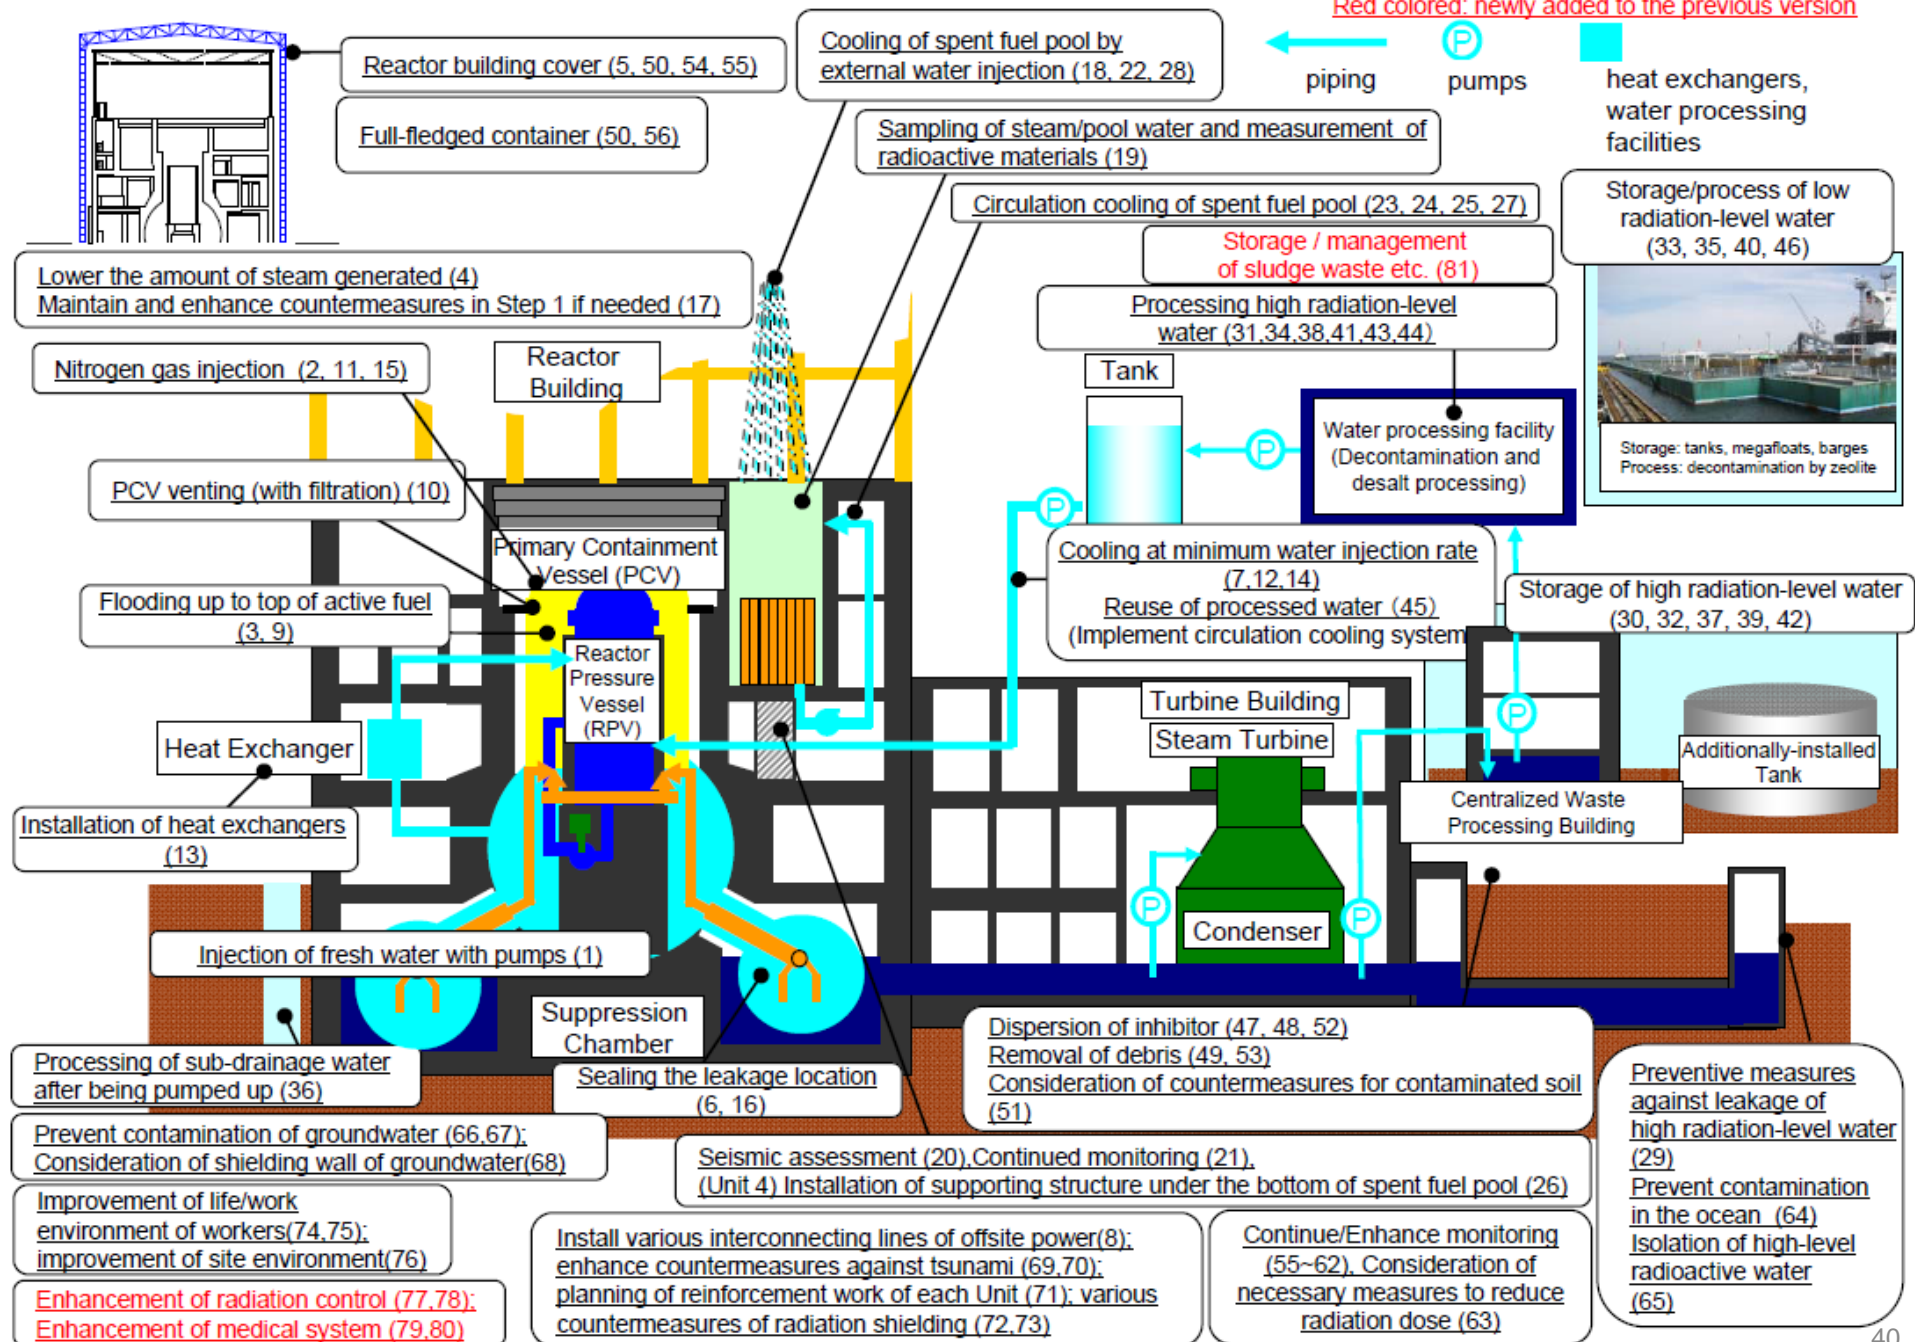 Red colored: newly added to the previous version
piping
pumps
heat exchangers,
water processing
facilities
P
Reactor building cover (5, 50, 54, 55)
Full-fledged container (50, 56)
Cooling of spent fuel pool by
external water injection (18, 22, 28)
Sampling of steam/pool water and measurement of
radioactive materials (19)
Circulation cooling of spent fuel pool (23, 24, 25, 27)
Storage / management
of sludge waste etc. (81)
Storage/process of low
radiation-level water
(33, 35, 40, 46)
Lower the amount of steam generated (4)
Maintain and enhance countermeasures in Step 1 if needed (17)
Processing high radiation-level
water (31,34,38,41,43,44)
Nitrogen gas injection (2, 11, 15)
Reactor
Building
Tank
Water processing facility
(Decontamination and
desalt processing)
P
Storage: tanks, megafloats, barges
Process: decontamination by zeolite
PCV venting (with filtration) (10)
P
Primary Containment
Vessel (PCV)
Cooling at minimum water injection rate
(7,12,14)
Reuse of processed water (45)
(Implement circulation cooling system
Flooding up to top of active fuel
(3, 9)
Storage of high radiation-level water
(30, 32, 37, 39, 42)
Reactor
Pressure
Vessel
(RPV)
Turbine Building
Steam Turbine
P
Heat Exchanger
Additionally-installed
Tank
Centralized Waste
Processing Building
Installation of heat exchangers
(13)
P
P
Condenser
Injection of fresh water with pumps (1)
Suppression
Chamber
Dispersion of inhibitor (47, 48, 52)
Removal of debris (49, 53)
Consideration of countermeasures for contaminated soil
(51)
Processing of sub-drainage water
after being pumped up (36)
Sealing the leakage location
(6, 16)
Preventive measures
against leakage of
high radiation-level water
(29)
Prevent contamination
in the ocean (64)
Isolation of high-level
radioactive water
(65)
Prevent contamination of groundwater (66,67);
Consideration of shielding wall of groundwater(68)
Seismic assessment (20),Continued monitoring (21),
(Unit 4) Installation of supporting structure under the bottom of spent fuel pool (26)
Improvement of life/work
environment of workers(74,75);
improvement of site environment(76)
Install various interconnecting lines of offsite power(8);
enhance countermeasures against tsunami (69,70);
planning of reinforcement work of each Unit (71); various
countermeasures of radiation shielding (72,73)
Continue/Enhance monitoring
(55~62), Consideration of
necessary measures to reduce
radiation dose (63)
Enhancement of radiation control (77,78);
Enhancement of medical system (79,80)
40